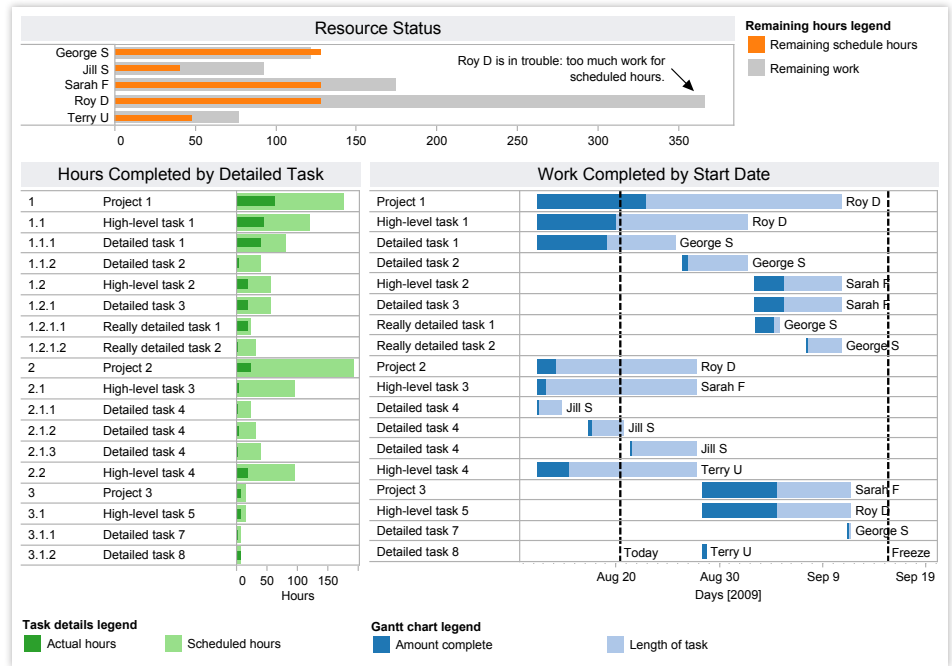 Resource Status
Remaining hours legend
Remaining schedule hours
Remaining work
George S
Jill S
Sarah F
Roy D
Terry U
Roy D is in trouble: too much work for
scheduled hours.
0 50 100 150 200 250 300 350
Hours Completed by Detailed Task
1 Project 1
1.1 High-level task 1
1.1.1 Detailed task 1
1.1.2 Detailed task 2
1.2 High-level task 2
1.2.1 Detailed task 3
1.2.1.1 Really detailed task 1
1.2.1.2 Really detailed task 2
2 Project 2
2.1 High-level task 3
2.1.1 Detailed task 4
2.1.2 Detailed task 4
2.1.3 Detailed task 4
2.2 High-level task 4
3 Project 3
3.1 High-level task 5
3.1.1 Detailed task 7
3.1.2 Detailed task 8
0 50 100 150
Hours
Work Completed by Start Date
Project 1 Roy D
High-level task 1 Roy D
Detailed task 1 George S
Detailed task 2 George S
High-level task 2 Sarah F
Detailed task 3 Sarah F
Really detailed task 1 George S
Really detailed task 2 George S
Project 2 Roy D
High-level task 3 Sarah F
Detailed task 4 Jill S
Detailed task 4 Jill S
Detailed task 4 Jill S
High-level task 4 Terry U
Project 3 Sarah F
High-level task 5 Roy D
Detailed task 7 George S
Detailed task 8 Today Terry U Freeze
Aug 20 Aug 30 Sep 9 Sep 19
Days [2009]
Task details legend
Actual hours Scheduled hours
Gantt chart legend
Amount complete Length of task